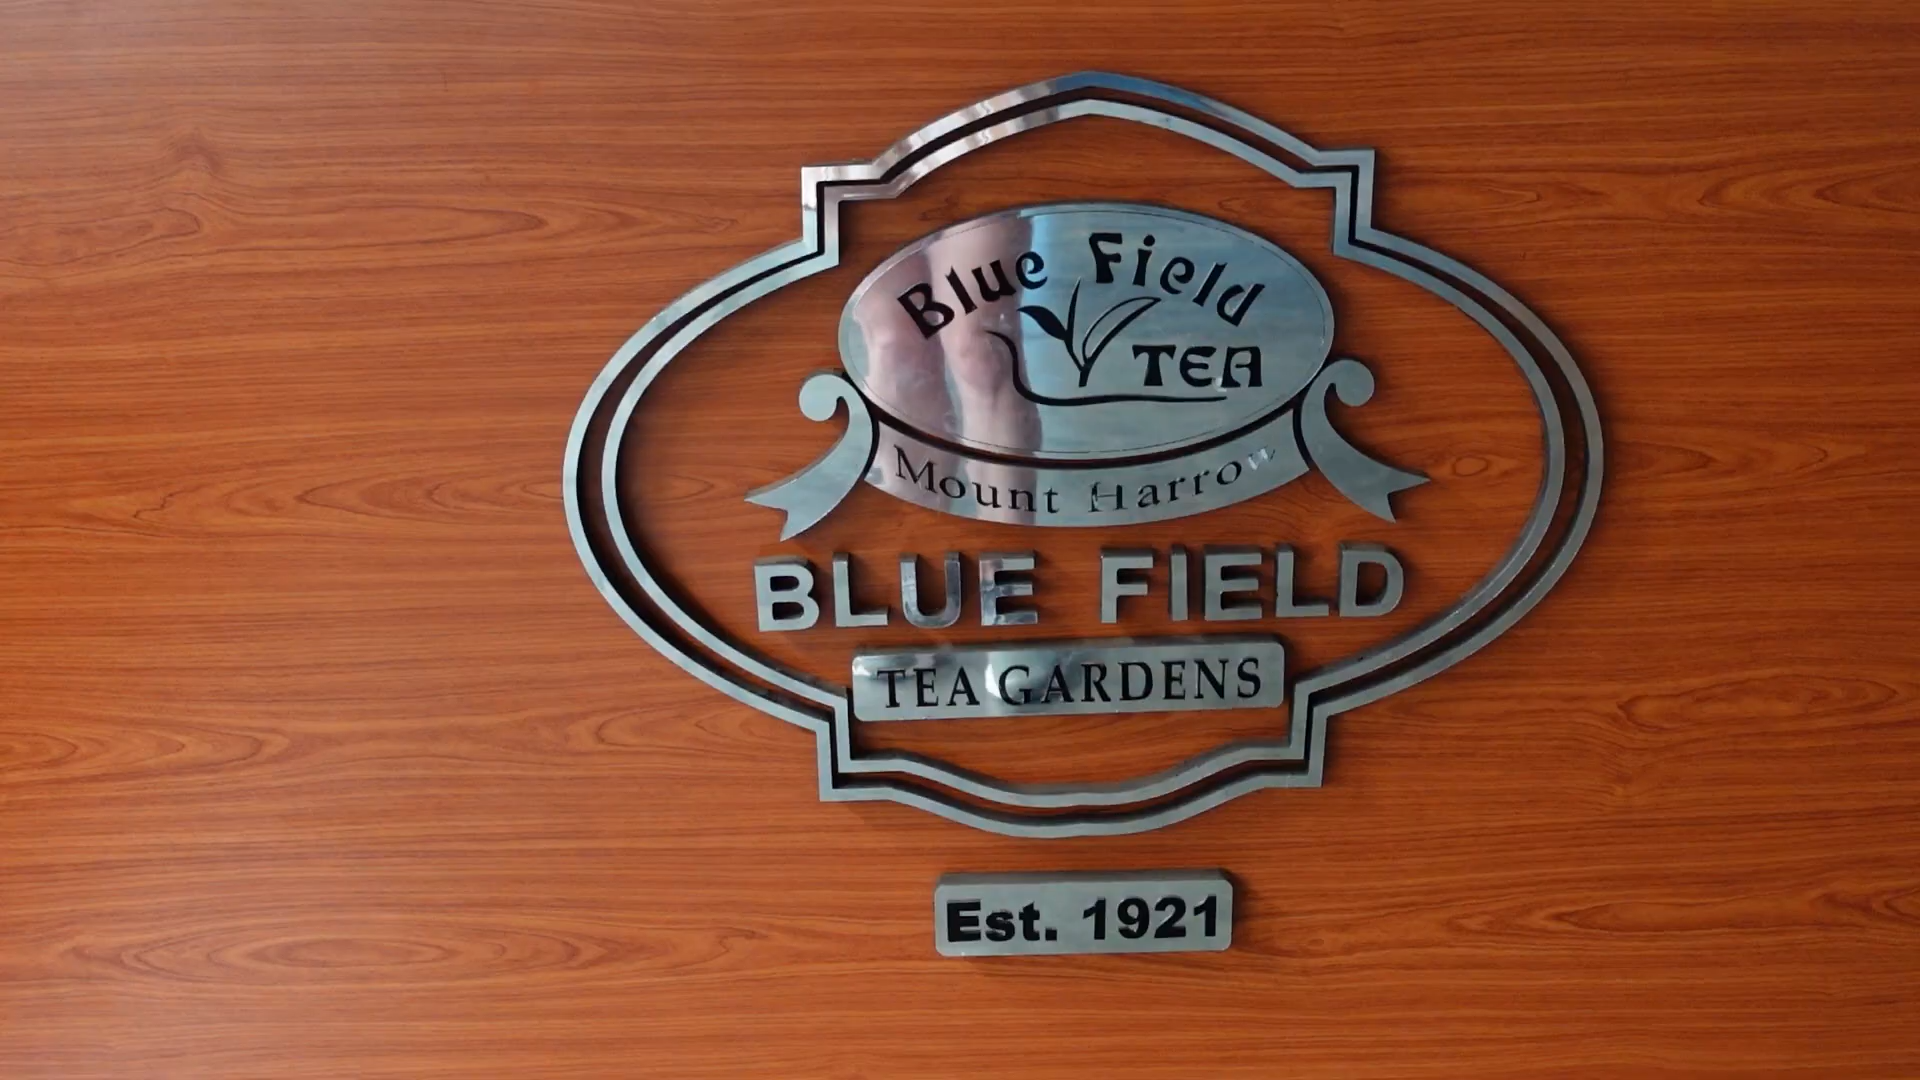 Blue Field
TEA
Mount Harrow
BLUE FIELD
TEA GARDENS
Est. 1921